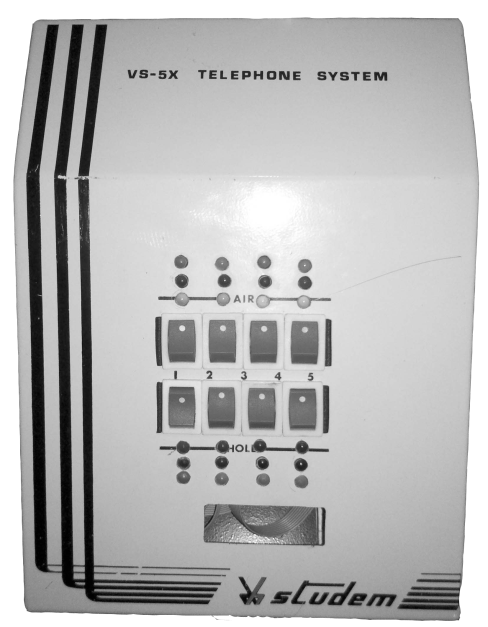 VS-5X TELEPHONE SYSTEM
AIR
1 2 3 4 5
HOLD
studem